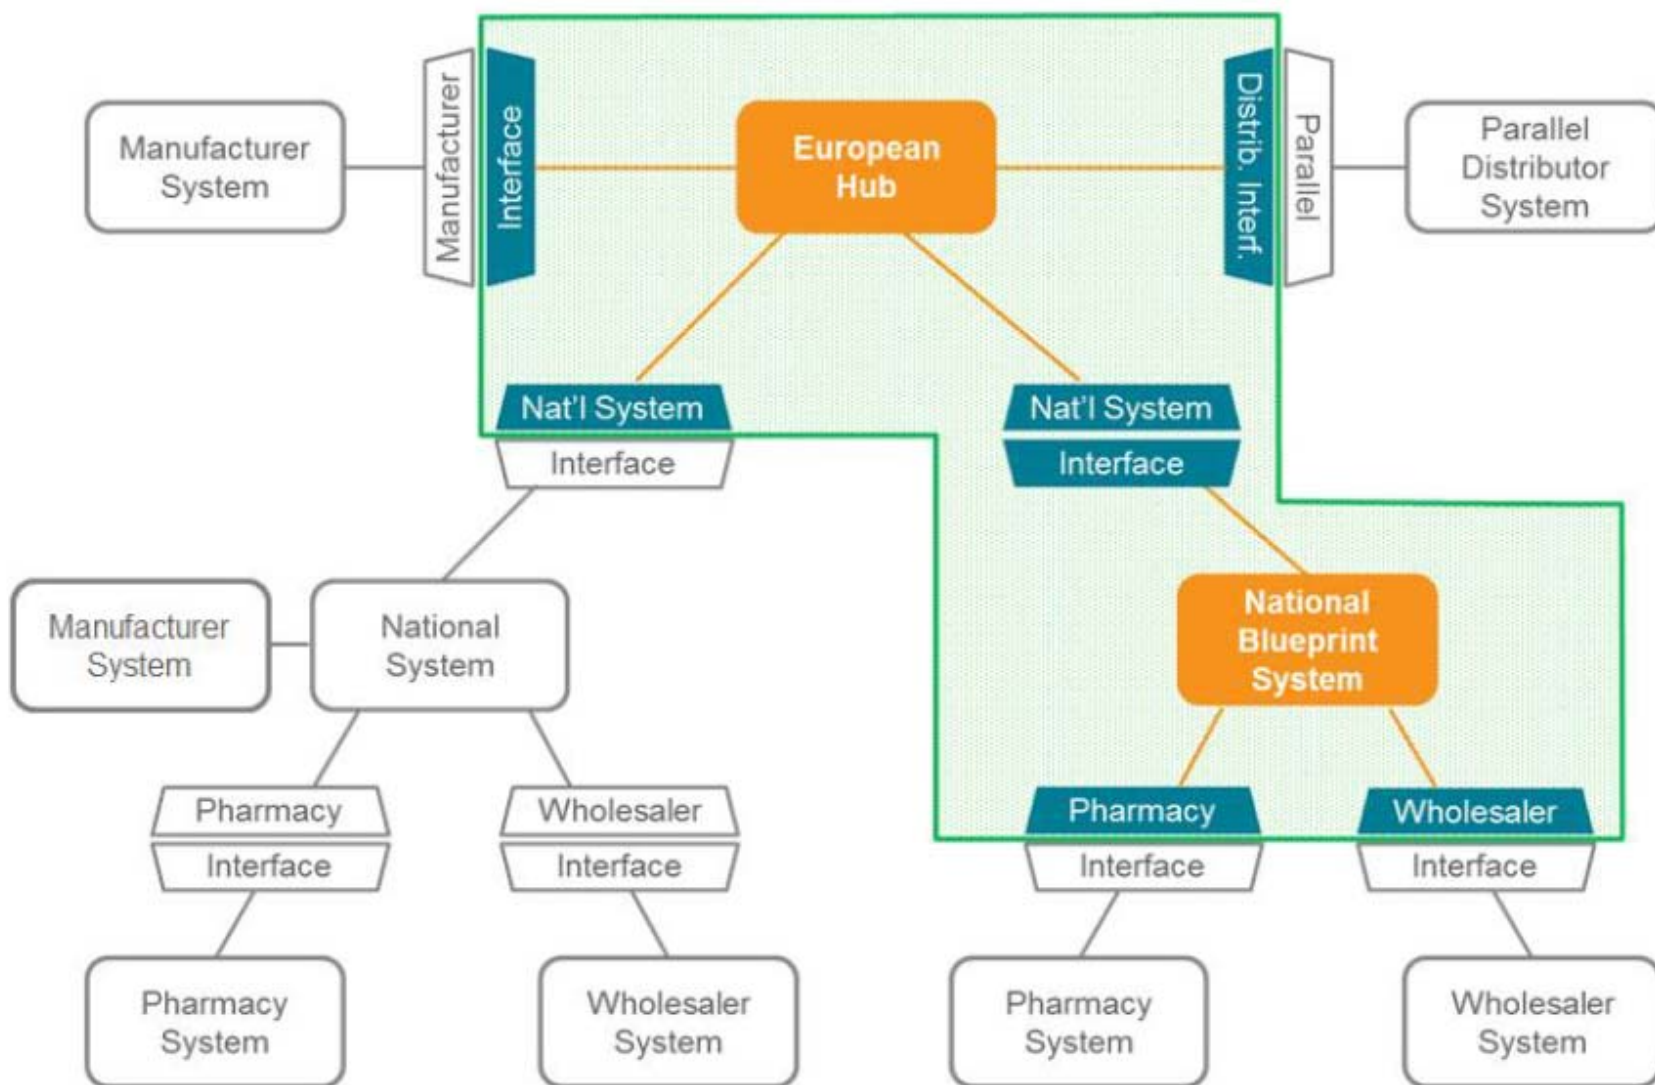 Manufacturer
System
Manufacturer
Interface
European
Hub
Distrib. Interf.
Parallel
Parallel
Distributor
System
Nat'l System
Interface
Nat'l System
Interface
Manufacturer
System
National
System
National
Blueprint
System
Pharmacy
Interface
Wholesaler
Interface
Pharmacy
Interface
Wholesaler
Interface
Pharmacy
System
Wholesaler
System
Pharmacy
System
Wholesaler
System